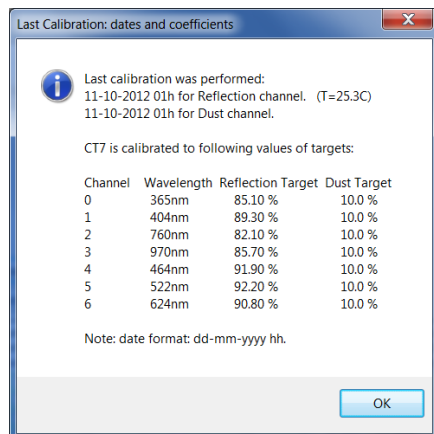 Last Calibration: dates and coefficients
Last calibration was performed:
11-10-2012 01h for Reflection channel. (T=25.3C)
11-10-2012 01h for Dust channel.
CT7 is calibrated to following values of targets:
Channel Wavelength Reflection Target Dust Target
0 365nm 85.10 % 10.0 %
1 404nm 89.30 % 10.0 %
2 760nm 82.10 % 10.0 %
3 970nm 85.70 % 10.0 %
4 464nm 91.90 % 10.0 %
5 522nm 92.20 % 10.0 %
6 624nm 90.80 % 10.0 %
Note: date format: dd-mm-yyyy hh.
OK